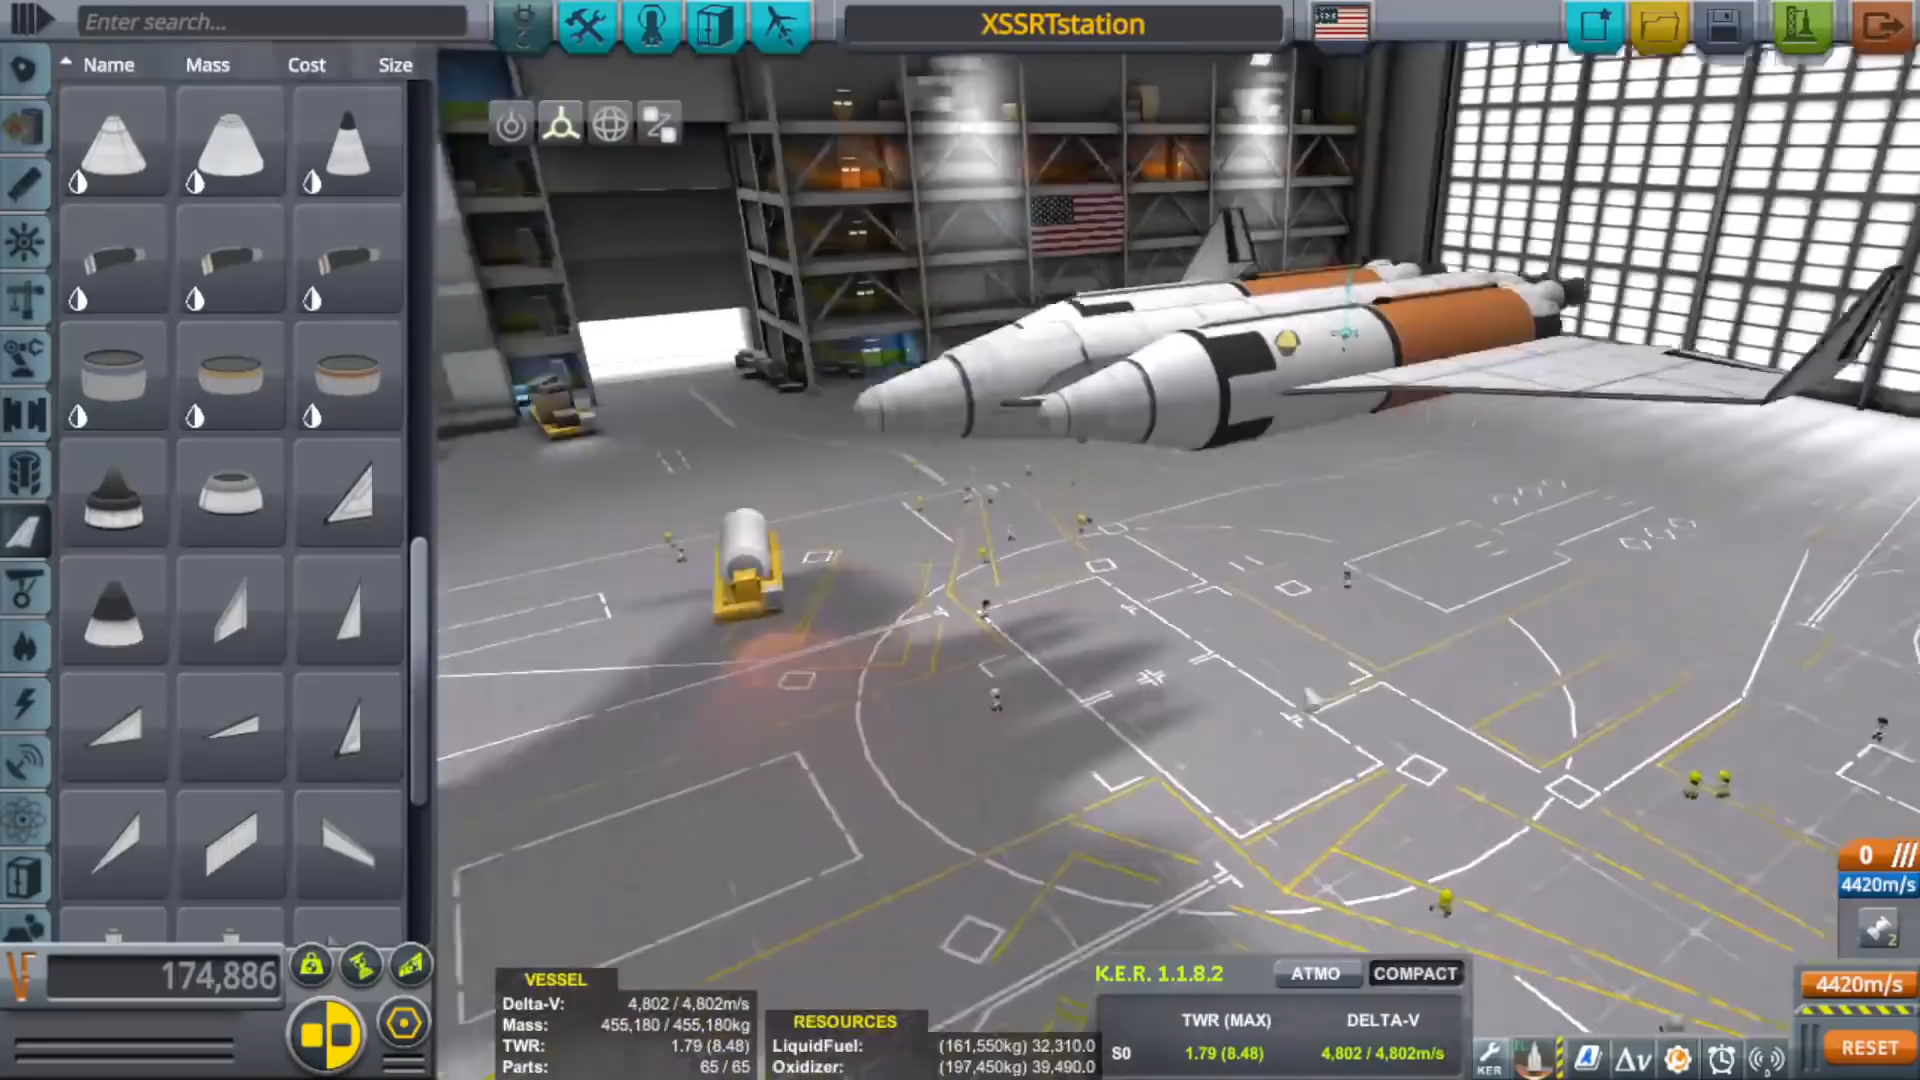 Enter search...
XSSRTstation
Name Mass Cost Size
0
4420m/s
2
174,886
VESSEL
Delta-V: 4,802 / 4,802m/s
Mass: 455,180 / 455,180kg
TWR: 1.79 (8.48)
Parts: 65 / 65
RESOURCES
LiquidFuel: (161,550kg) 32,310.0
Oxidizer: (197,450kg) 39,490.0
K.E.R. 1.1.8.2 ATMO COMPACT
TWR (MAX) DELTA-V
S0 1.79 (8.48) 4,802 / 4,802m/s
4420m/s
KER
Δv
RESET